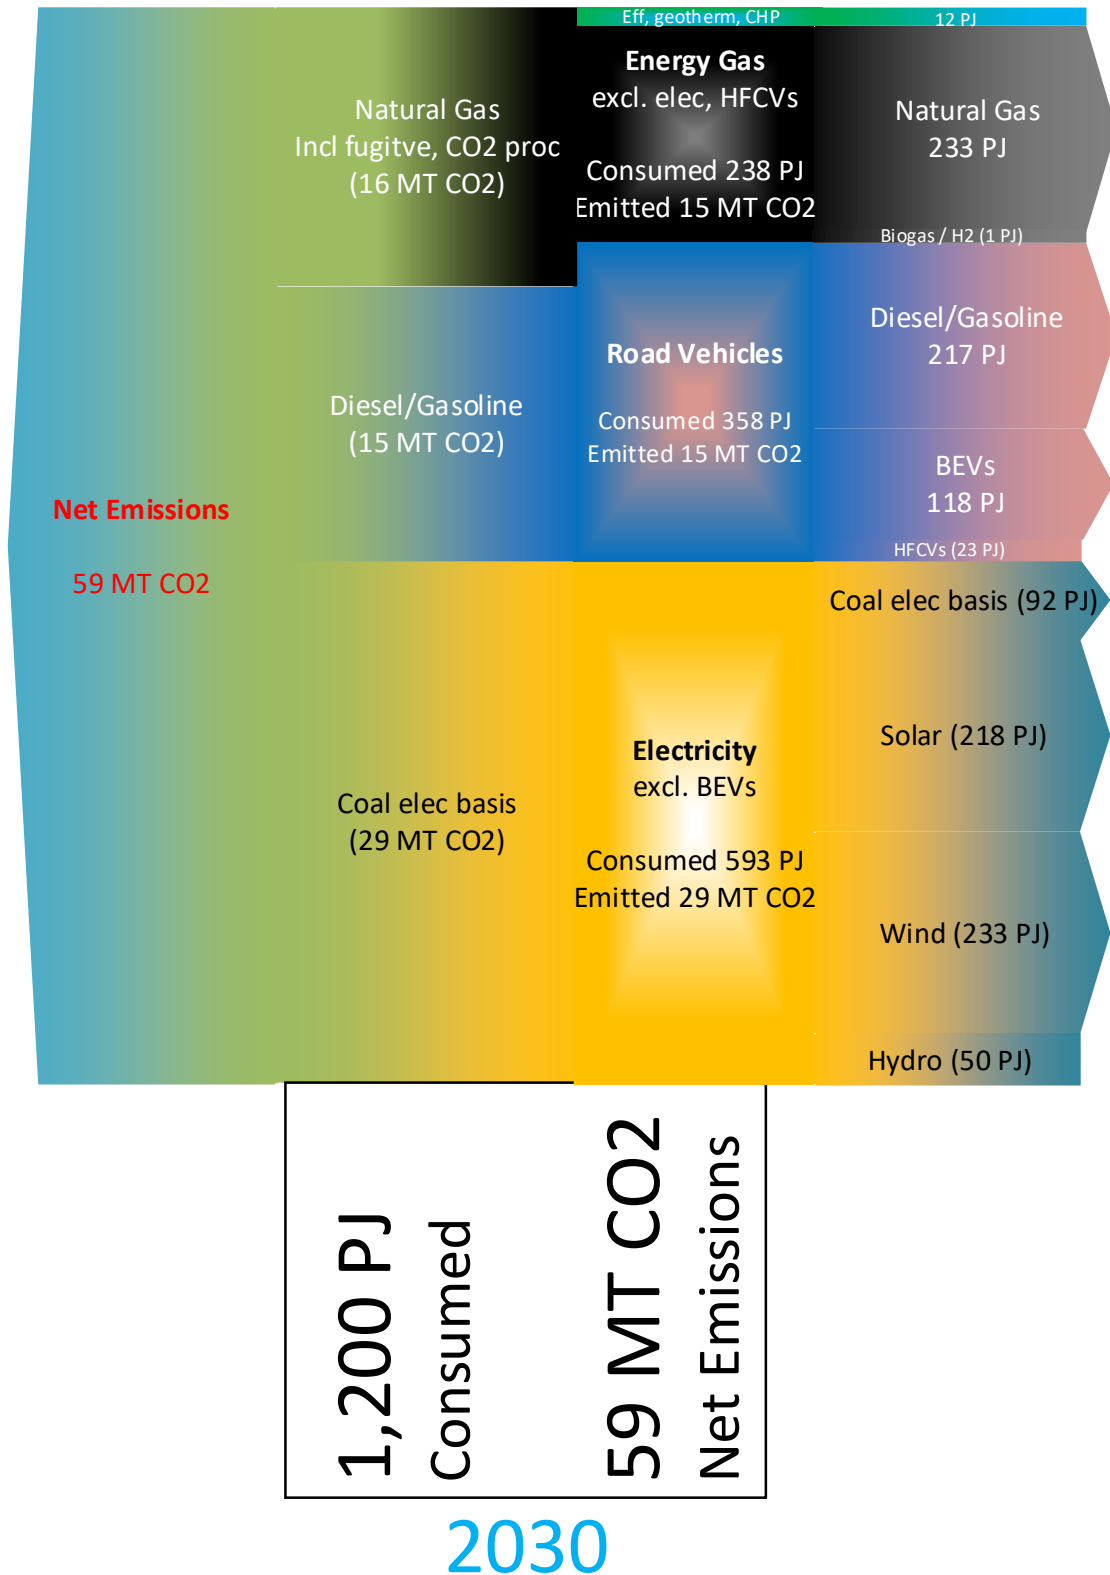 Eff, geotherm, CHP
12 PJ
Natural Gas
Incl fugitve, CO2 proc
(16 MT CO2)
Energy Gas
excl. elec, HFCVs
Consumed 238 PJ
Emitted 15 MT CO2
Natural Gas
233 PJ
Biogas / H2 (1 PJ)
Diesel/Gasoline
(15 MT CO2)
Road Vehicles
Consumed 358 PJ
Emitted 15 MT CO2
Diesel/Gasoline
217 PJ
BEVs
118 PJ
HFCVs (23 PJ)
Net Emissions
59 MT CO2
Coal elec basis
(29 MT CO2)
Electricity
excl. BEVs
Consumed 593 PJ
Emitted 29 MT CO2
Coal elec basis (92 PJ)
Solar (218 PJ)
Wind (233 PJ)
Hydro (50 PJ)
1,200 PJ
Consumed
59 MT CO2
Net Emissions
2030